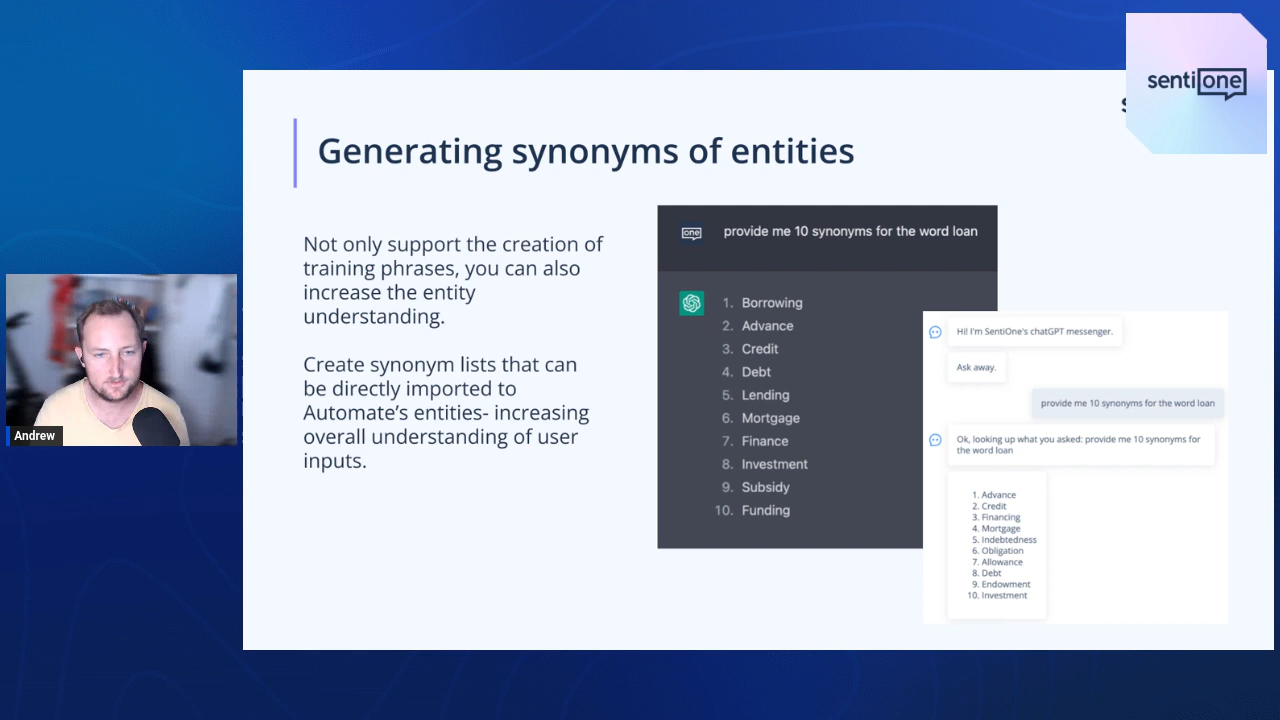 sentione
Generating synonyms of entities
Not only support the creation of
training phrases, you can also
increase the entity
understanding.
Create synonym lists that can
be directly imported to
Automate's entities- increasing
overall understanding of user
inputs.
one
provide me 10 synonyms for the word loan
1. Borrowing
2. Advance
3. Credit
4. Debt
5. Lending
6. Mortgage
7. Finance
8. Investment
9. Subsidy
10. Funding
Hi! I'm SentiOne's chatGPT messenger.
Ask away.
provide me 10 synonyms for the word loan
Ok, looking up what you asked: provide me 10 synonyms for
the word loan
1. Advance
2. Credit
3. Financing
4. Mortgage
5. Indebtedness
6. Obligation
7. Allowance
8. Debt
9. Endowment
10. Investment
Andrew